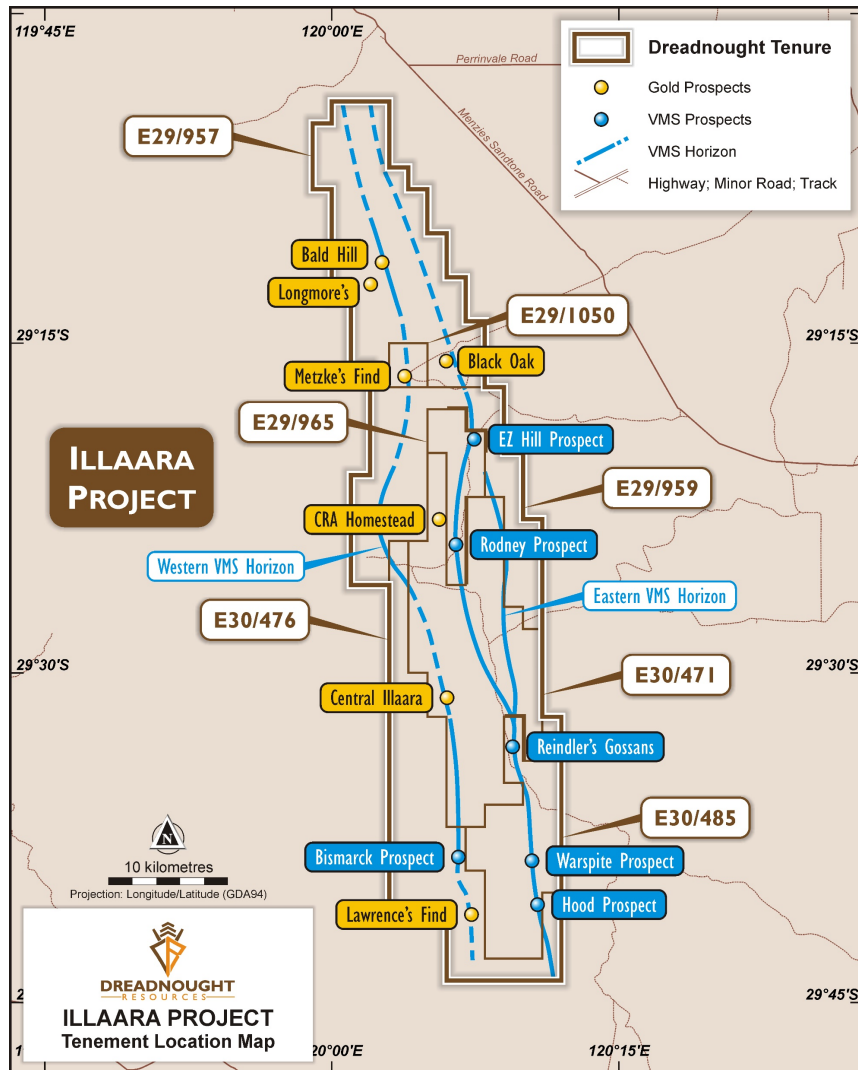 119°45'E
120°00'E
120°15'E
Dreadnought Tenure
Gold Prospects
VMS Prospects
VMS Horizon
Highway; Minor Road; Track
Perrinvale Road
Menzies Sandtone Road
E29/957
Bald Hill
Longmore's
E29/1050
29°15'S
29°15'S
Black Oak
Metzke's Find
E29/965
EZ Hill Prospect
ILLAARA
PROJECT
E29/959
CRA Homestead
Rodney Prospect
Western VMS Horizon
Eastern VMS Horizon
E30/476
29°30'S
29°30'S
E30/471
Central Illaara
Reindler's Gossans
E30/485
N
10 kilometres
Projection: Longitude/Latitude (GDA94)
Bismarck Prospect
Warspite Prospect
Lawrence's Find
Hood Prospect
DREADNOUGHT
RESOURCES
ILLAARA PROJECT
Tenement Location Map
29°45'S
120°00'E
120°15'E